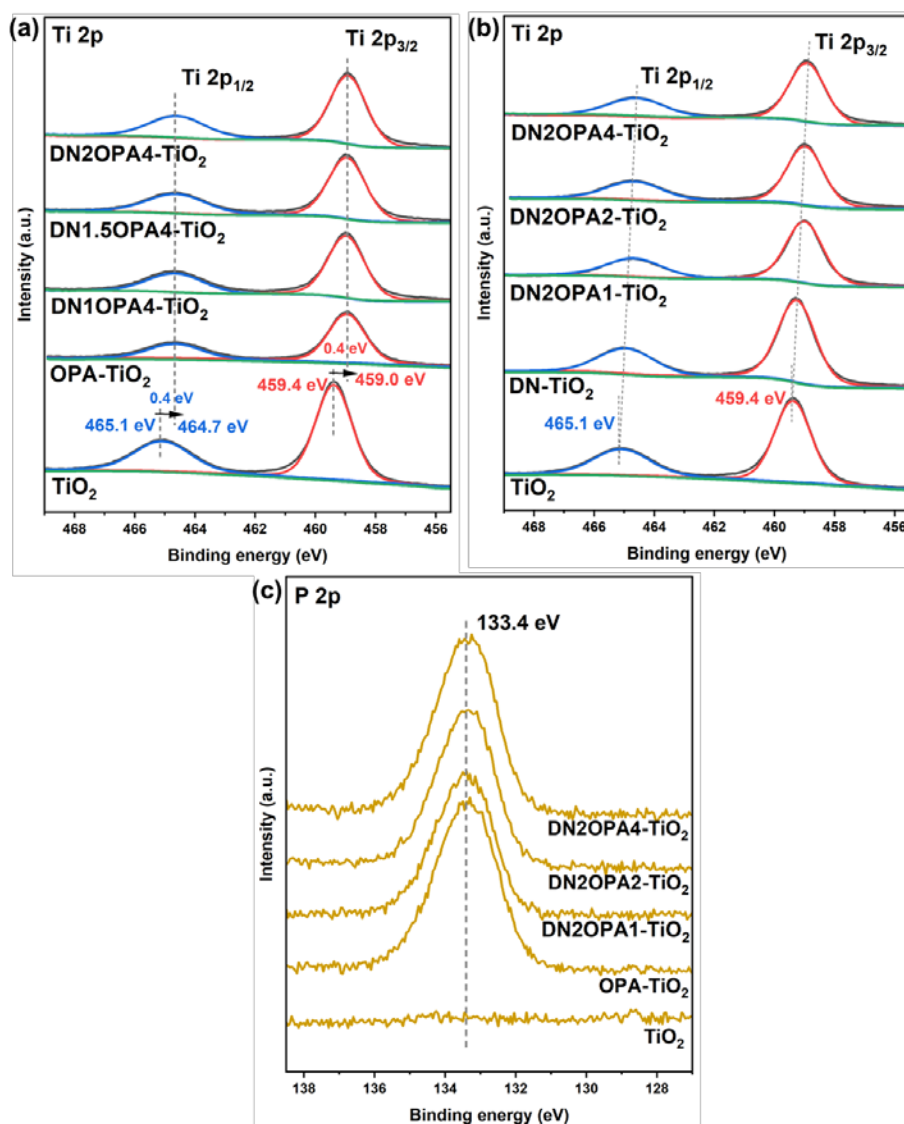 (a)
Ti 2p
Ti 2p1/2
Ti 2p3/2
DN2OPA4-TiO2
DN1.5OPA4-TiO2
DN1OPA4-TiO2
OPA-TiO2
0.4 eV
459.4 eV
459.0 eV
0.4 eV
465.1 eV
464.7 eV
TiO2
Intensity (a.u.)
468 466 464 462 460 458 456
Binding energy (eV)
(b)
Ti 2p
Ti 2p1/2
Ti 2p3/2
DN2OPA4-TiO2
DN2OPA2-TiO2
DN2OPA1-TiO2
DN-TiO2
459.4 eV
465.1 eV
TiO2
Intensity (a.u.)
468 466 464 462 460 458 456
Binding energy (eV)
(c)
P 2p
133.4 eV
DN2OPA4-TiO2
DN2OPA2-TiO2
DN2OPA1-TiO2
OPA-TiO2
TiO2
Intensity (a.u.)
138 136 134 132 130 128
Binding energy (eV)